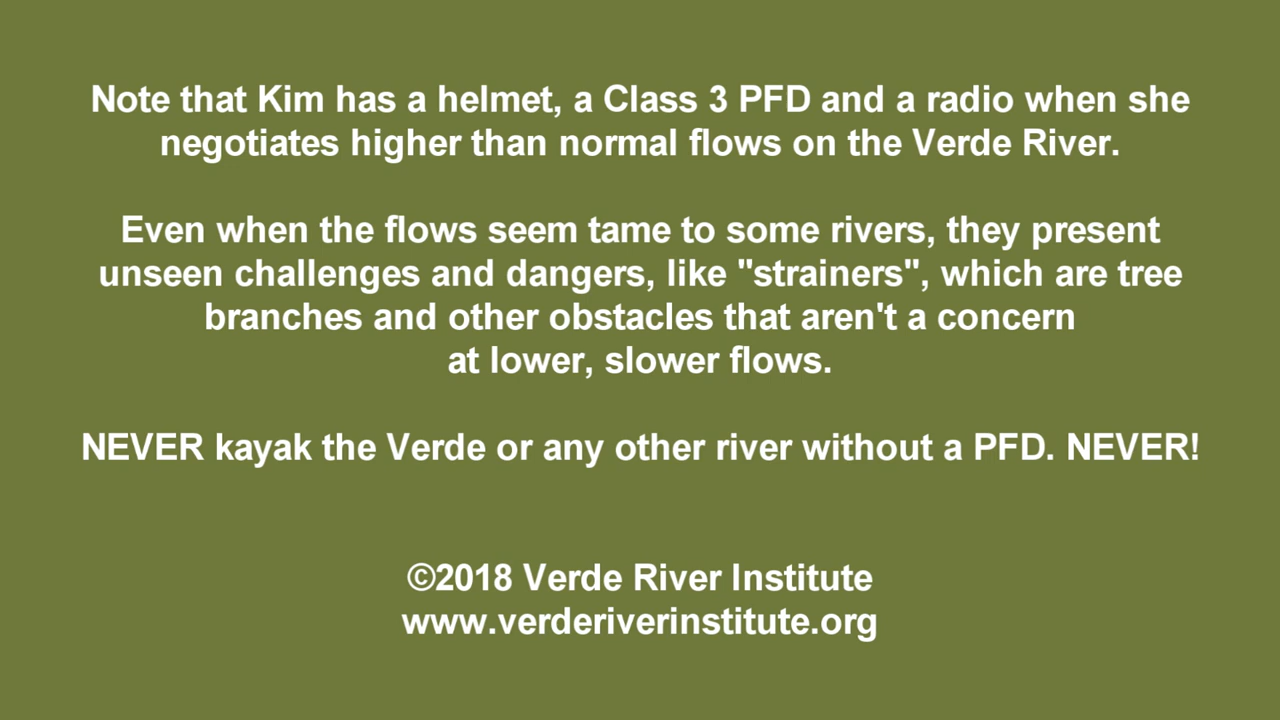 Note that Kim has a helmet, a Class 3 PFD and a radio when she
negotiates higher than normal flows on the Verde River.
Even when the flows seem tame to some rivers, they present
unseen challenges and dangers, like "strainers", which are tree
branches and other obstacles that aren't a concern
at lower, slower flows.
NEVER kayak the Verde or any other river without a PFD. NEVER!
©2018 Verde River Institute
www.verderiverinstitute.org